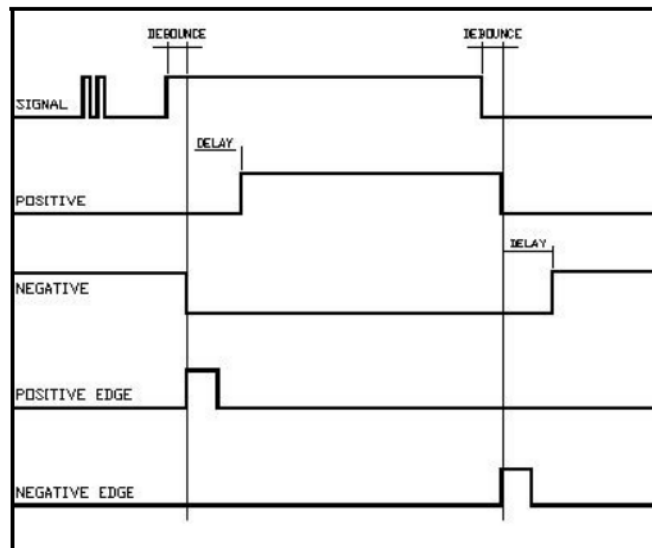 DEBOUNCE DEBOUNCE
SIGNAL
DELAY
POSITIVE
DELAY
NEGATIVE
POSITIVE EDGE
NEGATIVE EDGE